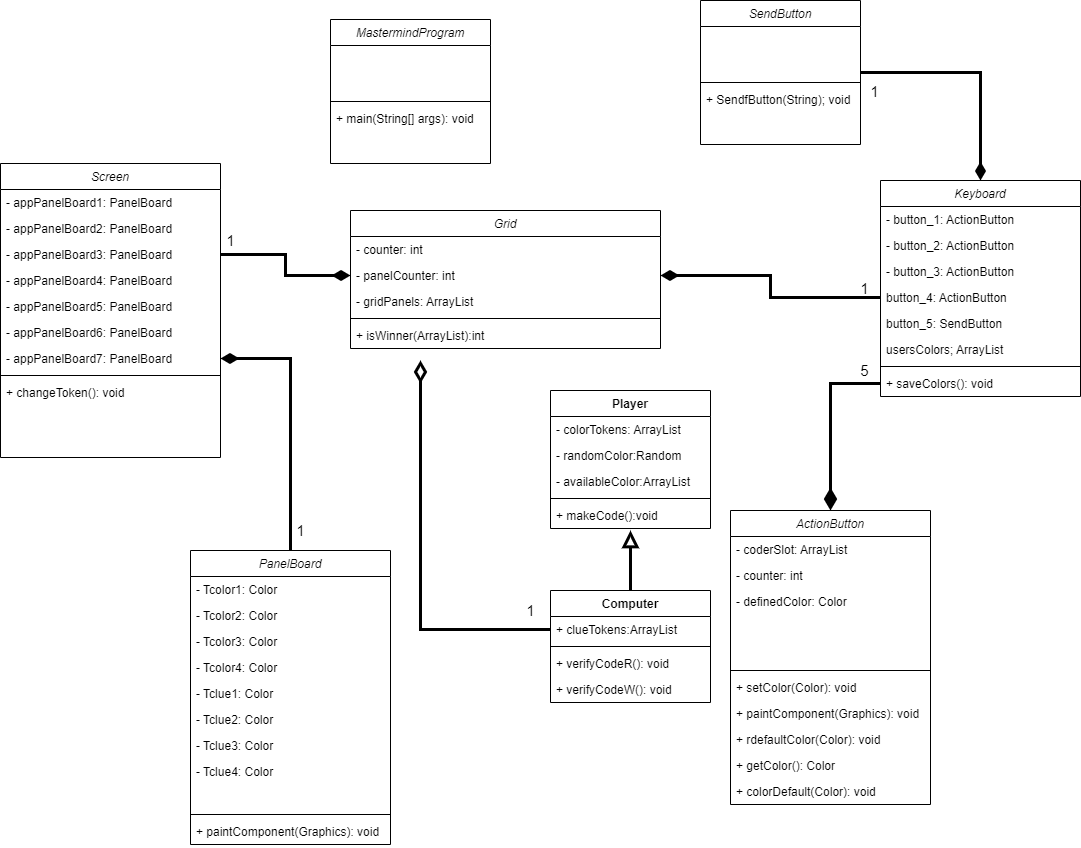 MastermindProgram
+ main(String[] args): void
SendButton
+ SendfButton(String); void
1
Screen
- appPanelBoard1: PanelBoard
- appPanelBoard2: PanelBoard
- appPanelBoard3: PanelBoard
- appPanelBoard4: PanelBoard
- appPanelBoard5: PanelBoard
- appPanelBoard6: PanelBoard
- appPanelBoard7: PanelBoard
+ changeToken(): void
1
Grid
- counter: int
- panelCounter: int
- gridPanels: ArrayList
+ isWinner(ArrayList):int
1
Keyboard
- button_1: ActionButton
- button_2: ActionButton
- button_3: ActionButton
button_4: ActionButton
button_5: SendButton
usersColors; ArrayList
+ saveColors(): void
5
Player
- colorTokens: ArrayList
- randomColor:Random
- availableColor:ArrayList
+ makeCode():void
1
PanelBoard
- Tcolor1: Color
- Tcolor2: Color
- Tcolor3: Color
- Tcolor4: Color
- Tclue1: Color
- Tclue2: Color
- Tclue3: Color
- Tclue4: Color
+ paintComponent(Graphics): void
1
Computer
+ clueTokens:ArrayList
+ verifyCodeR(): void
+ verifyCodeW(): void
ActionButton
- coderSlot: ArrayList
- counter: int
- definedColor: Color
+ setColor(Color): void
+ paintComponent(Graphics): void
+ rdefaultColor(Color): void
+ getColor(): Color
+ colorDefault(Color): void